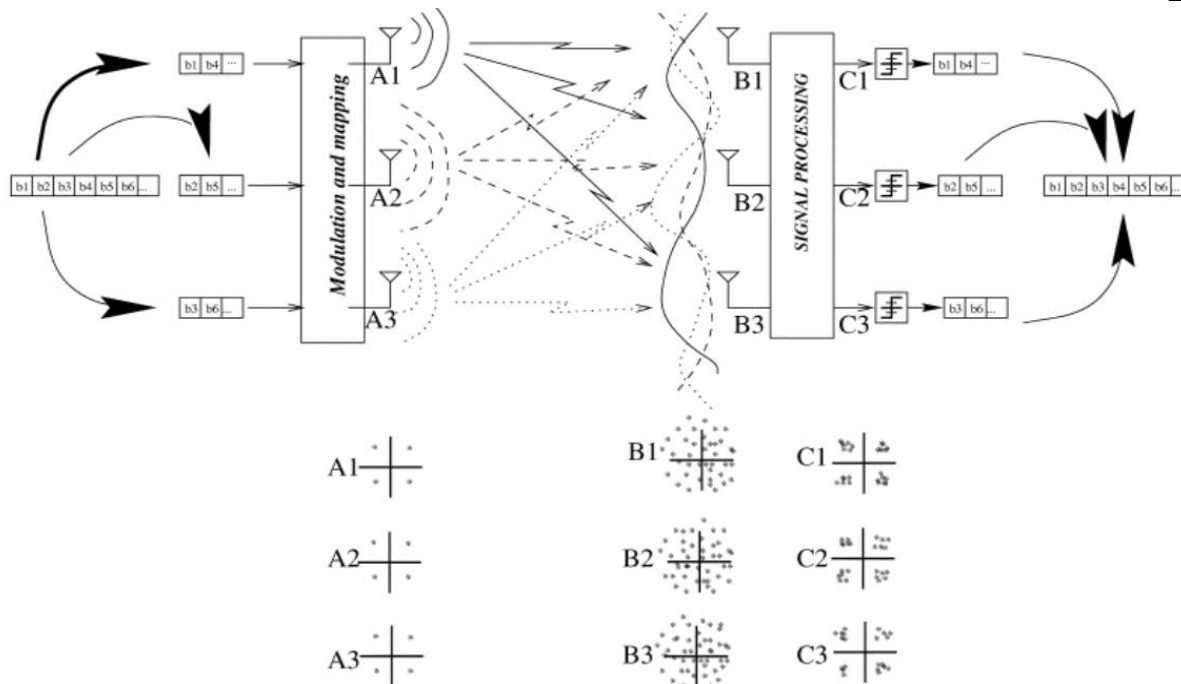 b1 b4 ...
A1
B1
C1
b1 b4 ...
b1 b2 b3 b4 b5 b6 ...
b2 b5 ...
Modulation and mapping
A2
B2
SIGNAL PROCESSING
C2
b2 b5 ...
b1 b2 b3 b4 b5 b6 ...
b3 b6 ...
A3
B3
C3
b3 b6 ...
A1
B1
C1
A2
B2
C2
A3
B3
C3